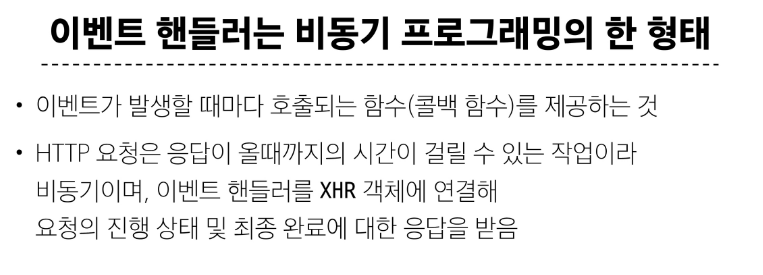 이벤트 핸들러는 비동기 프로그래밍의 한 형태
• 이벤트가 발생할 때마다 호출되는 함수(콜백 함수)를 제공하는 것
• HTTP 요청은 응답이 올때까지의 시간이 걸릴 수 있는 작업이라
비동기이며, 이벤트 핸들러를 XHR 객체에 연결해
요청의 진행 상태 및 최종 완료에 대한 응답을 받음